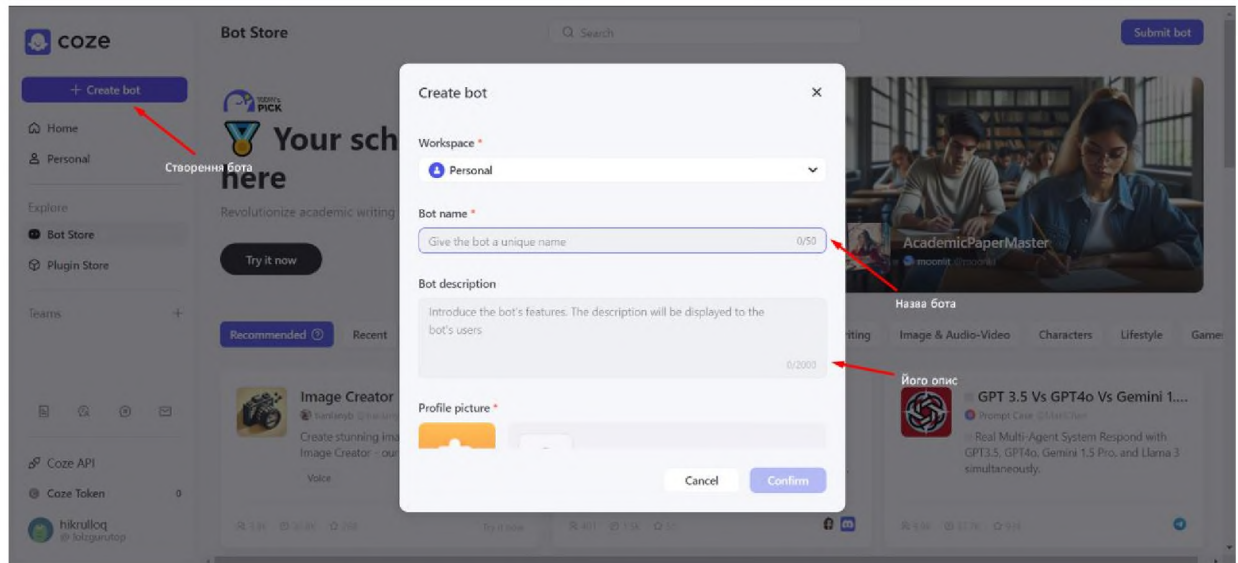 coze
+ Create bot
Home
Personal
Explore
Bot Store
Plugin Store
Teams
+
Coze API
Coze Token 0
hikrulloq
@ lolzgurutop
Створення бота
Bot Store
Search
Submit bot
TODAY's
PICK
Your sch
here
Revolutionize academic writing
Try it now
AcademicPaperMaster
moonlit
Recommended
Recent
riting
Image & Audio-Video
Characters
Lifestyle
Game
Create bot
Workspace *
Personal
Bot name *
Give the bot a unique name 0/50
Bot description
Introduce the bot's features. The description will be displayed to the
bot's users
0/2000
Profile picture *
Cancel
Confirm
Назва бота
Його опис
Image Creator
Create stunning ima
Image Creator - our
Voice
Try it now
GPT 3.5 Vs GPT4o Vs Gemini 1....
Prompt Case
Real Multi-Agent System Respond with
GPT3.5, GPT4o, Gemini 1.5 Pro, and Llama 3
simultaneously.